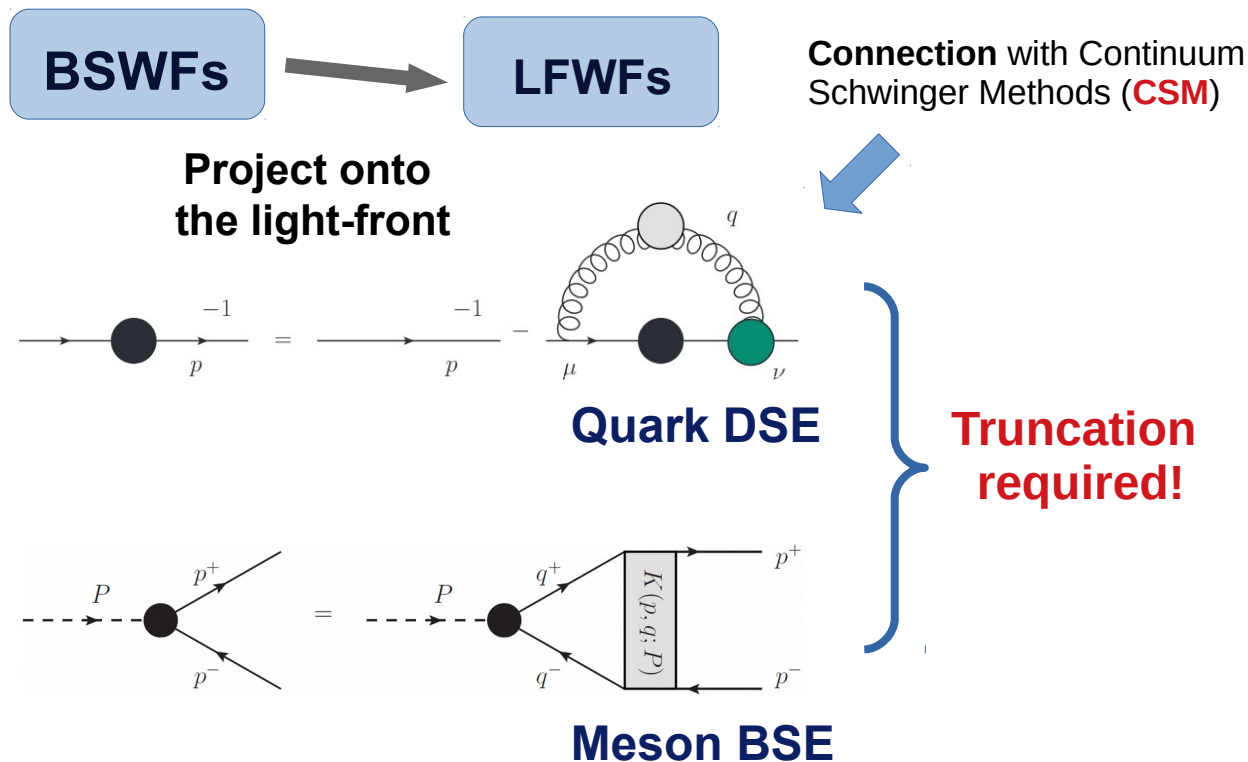 BSWFs
LFWFs
Connection with Continuum
Schwinger Methods (CSM)
Project onto
the light-front
q
−1
p
=
−1
p
−
μ
ν
Quark DSE
Truncation
required!
P
p⁺
p⁻
=
P
q⁺
q⁻
K(p,q;P)
p⁺
p⁻
Meson BSE